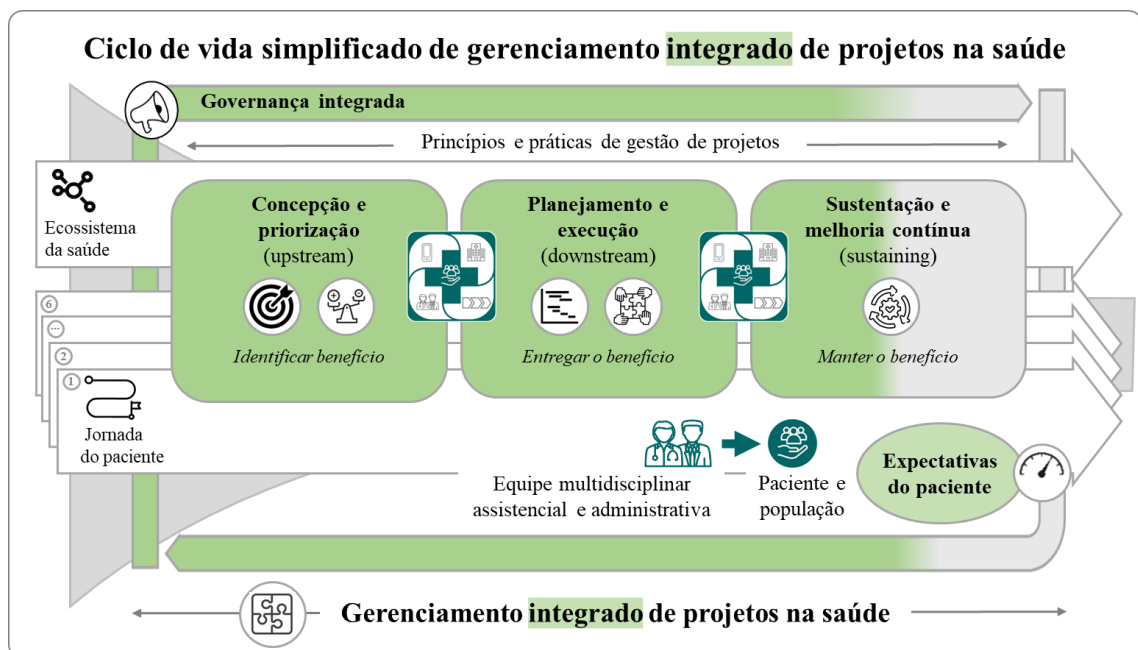 Ciclo de vida simplificado de gerenciamento integrado de projetos na saúde
Governança integrada
Princípios e práticas de gestão de projetos
Ecossistema
da saúde
Concepção e
priorização
(upstream)
Identificar benefício
Planejamento e
execução
(downstream)
Entregar o benefício
Sustentação e
melhoria contínua
(sustaining)
Manter o benefício
6
...
2
1
Jornada
do paciente
Equipe multidisciplinar
assistencial e administrativa
Paciente e
população
Expectativas
do paciente
Gerenciamento integrado de projetos na saúde